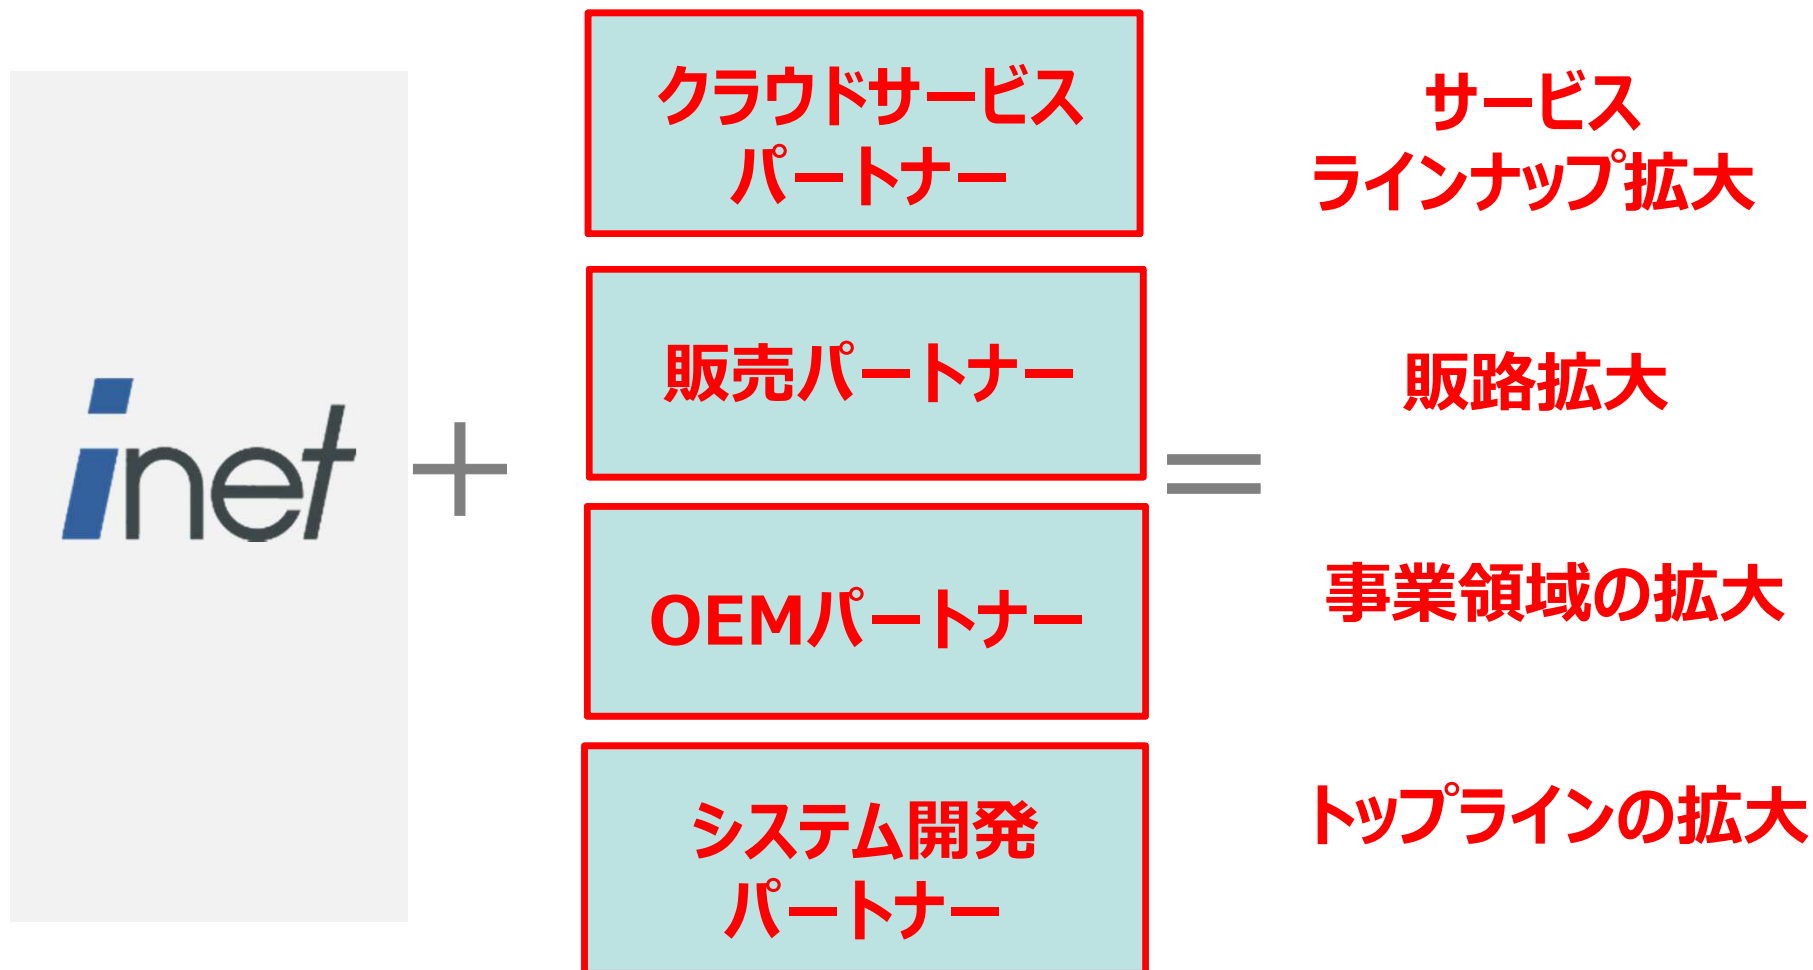 inet
+
クラウドサービス
パートナー
販売パートナー
OEMパートナー
システム開発
パートナー
=
サービス
ラインナップ拡大
販路拡大
事業領域の拡大
トップラインの拡大